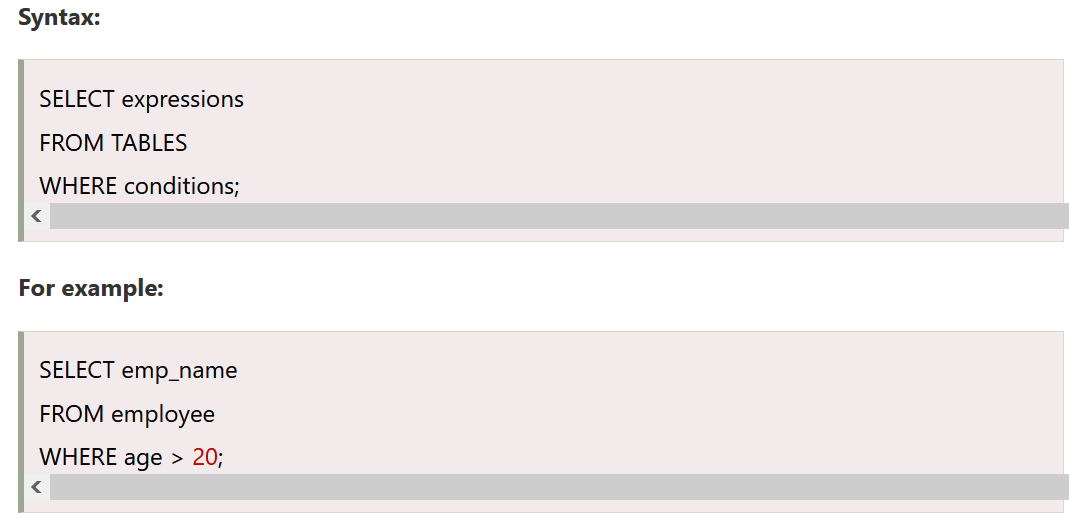 Syntax:
SELECT expressions
FROM TABLES
WHERE conditions;
For example:
SELECT emp_name
FROM employee
WHERE age > 20;